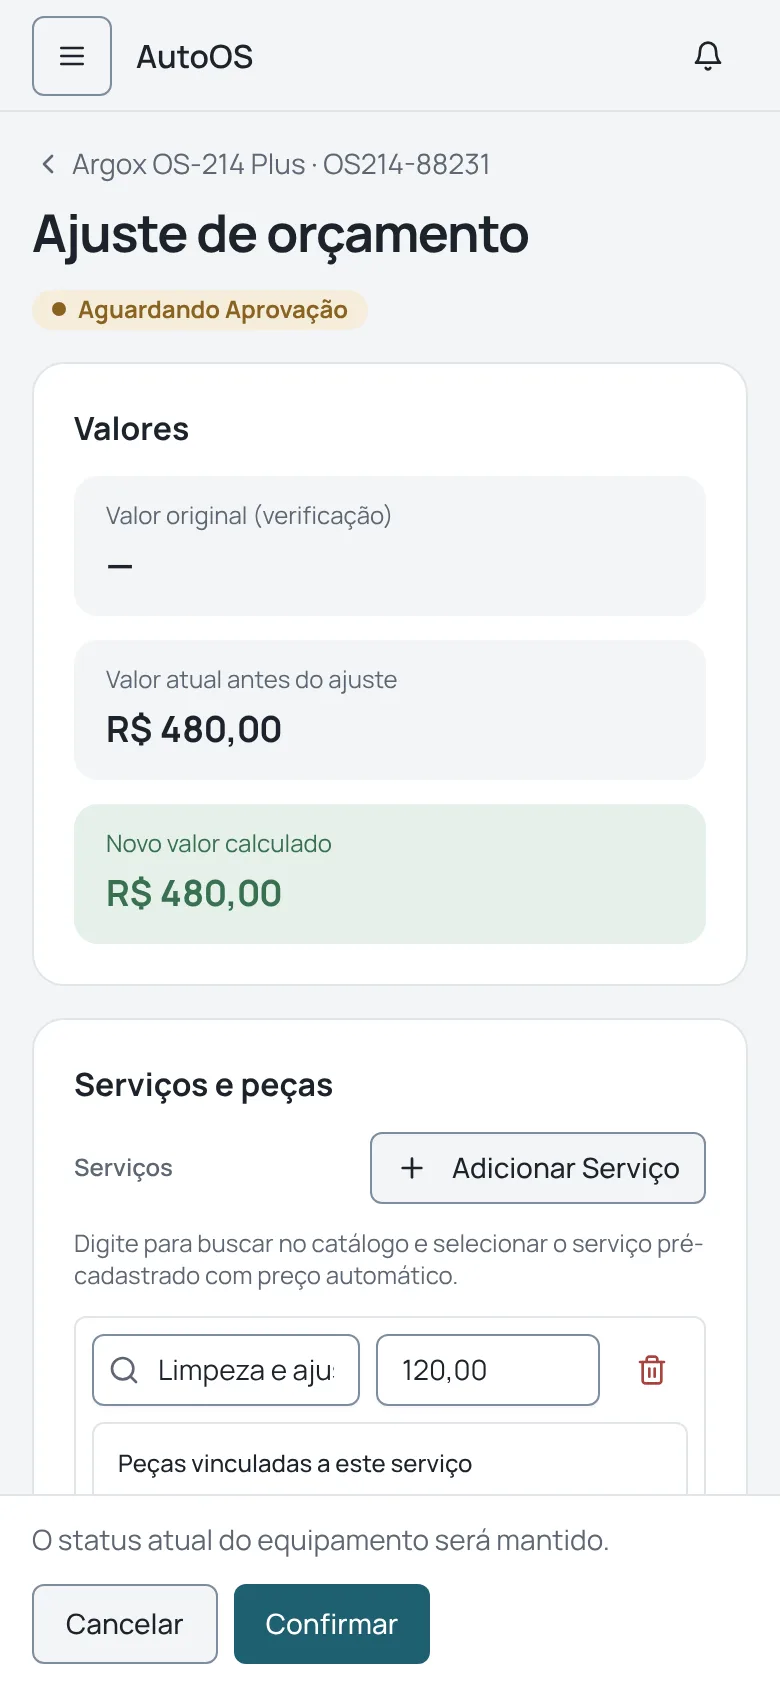 AutoOS
Argox OS-214 Plus · OS214-88231
Ajuste de orçamento
Aguardando Aprovação
Valores
Valor original (verificação)
—
Valor atual antes do ajuste
R$ 480,00
Novo valor calculado
R$ 480,00
Serviços e peças
Serviços
Adicionar Serviço
Digite para buscar no catálogo e selecionar o serviço pré-
cadastrado com preço automático.
Limpeza e aju
120,00
Peças vinculadas a este serviço
O status atual do equipamento será mantido.
Cancelar
Confirmar